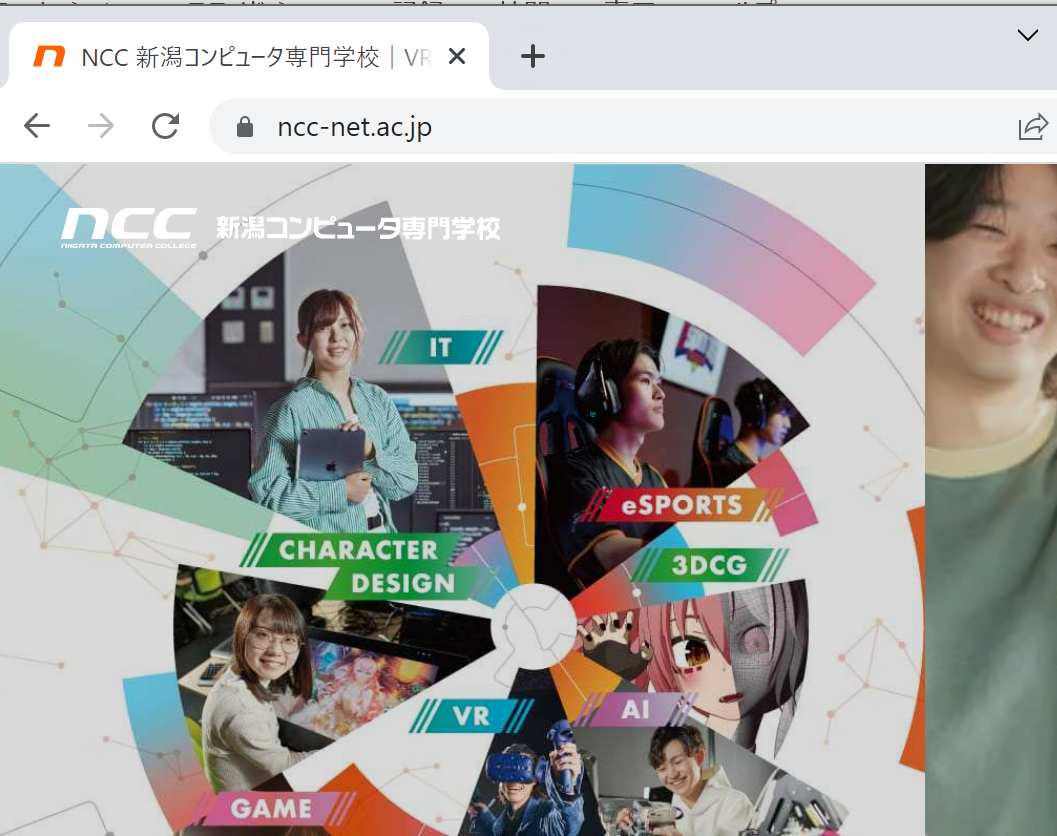 NCC 新潟コンピュータ専門学校｜VR
ncc-net.ac.jp
ncc 新潟コンピュータ専門学校
NIIGATA COMPUTER COLLEGE
IT
eSPORTS
CHARACTER
DESIGN
3DCG
VR
AI
GAME